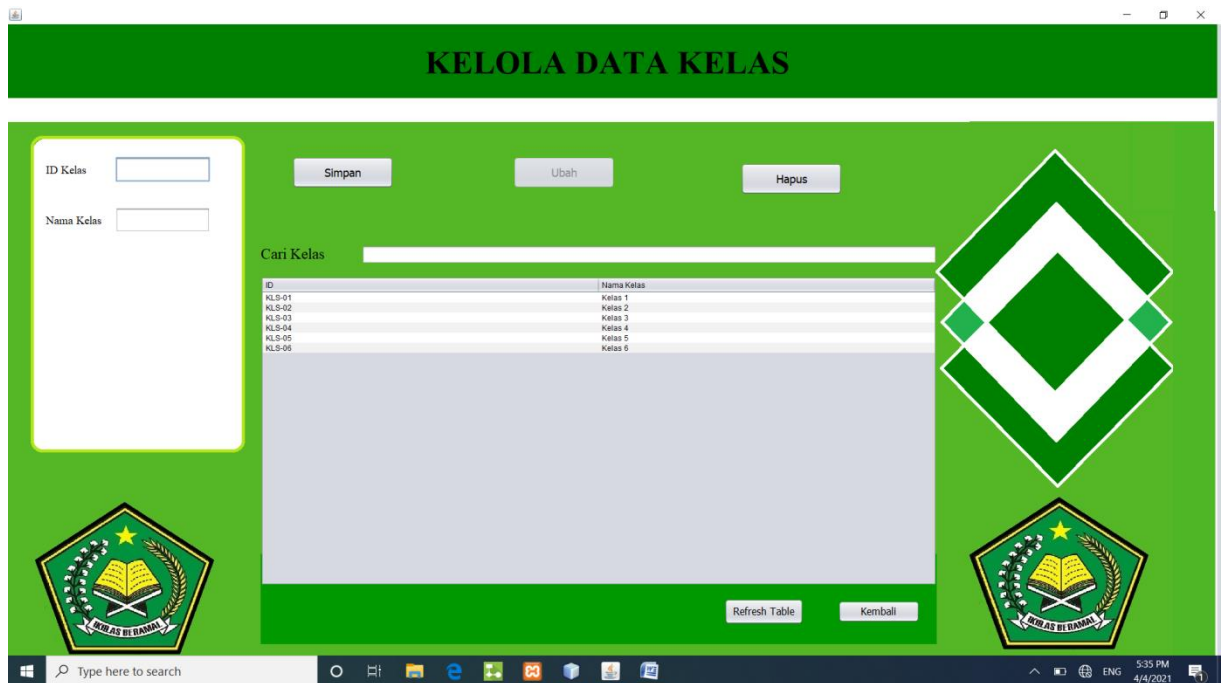 KELOLA DATA KELAS
ID Kelas
Nama Kelas
Simpan
Ubah
Hapus
Cari Kelas
ID Nama Kelas
KLS-01 Kelas 1
KLS-02 Kelas 2
KLS-03 Kelas 3
KLS-04 Kelas 4
KLS-05 Kelas 5
KLS-06 Kelas 6
Refresh Table
Kembali
IKHLAS BERAMAL
IKHLAS BERAMAL
Type here to search
ENG
5:35 PM
4/4/2021
1